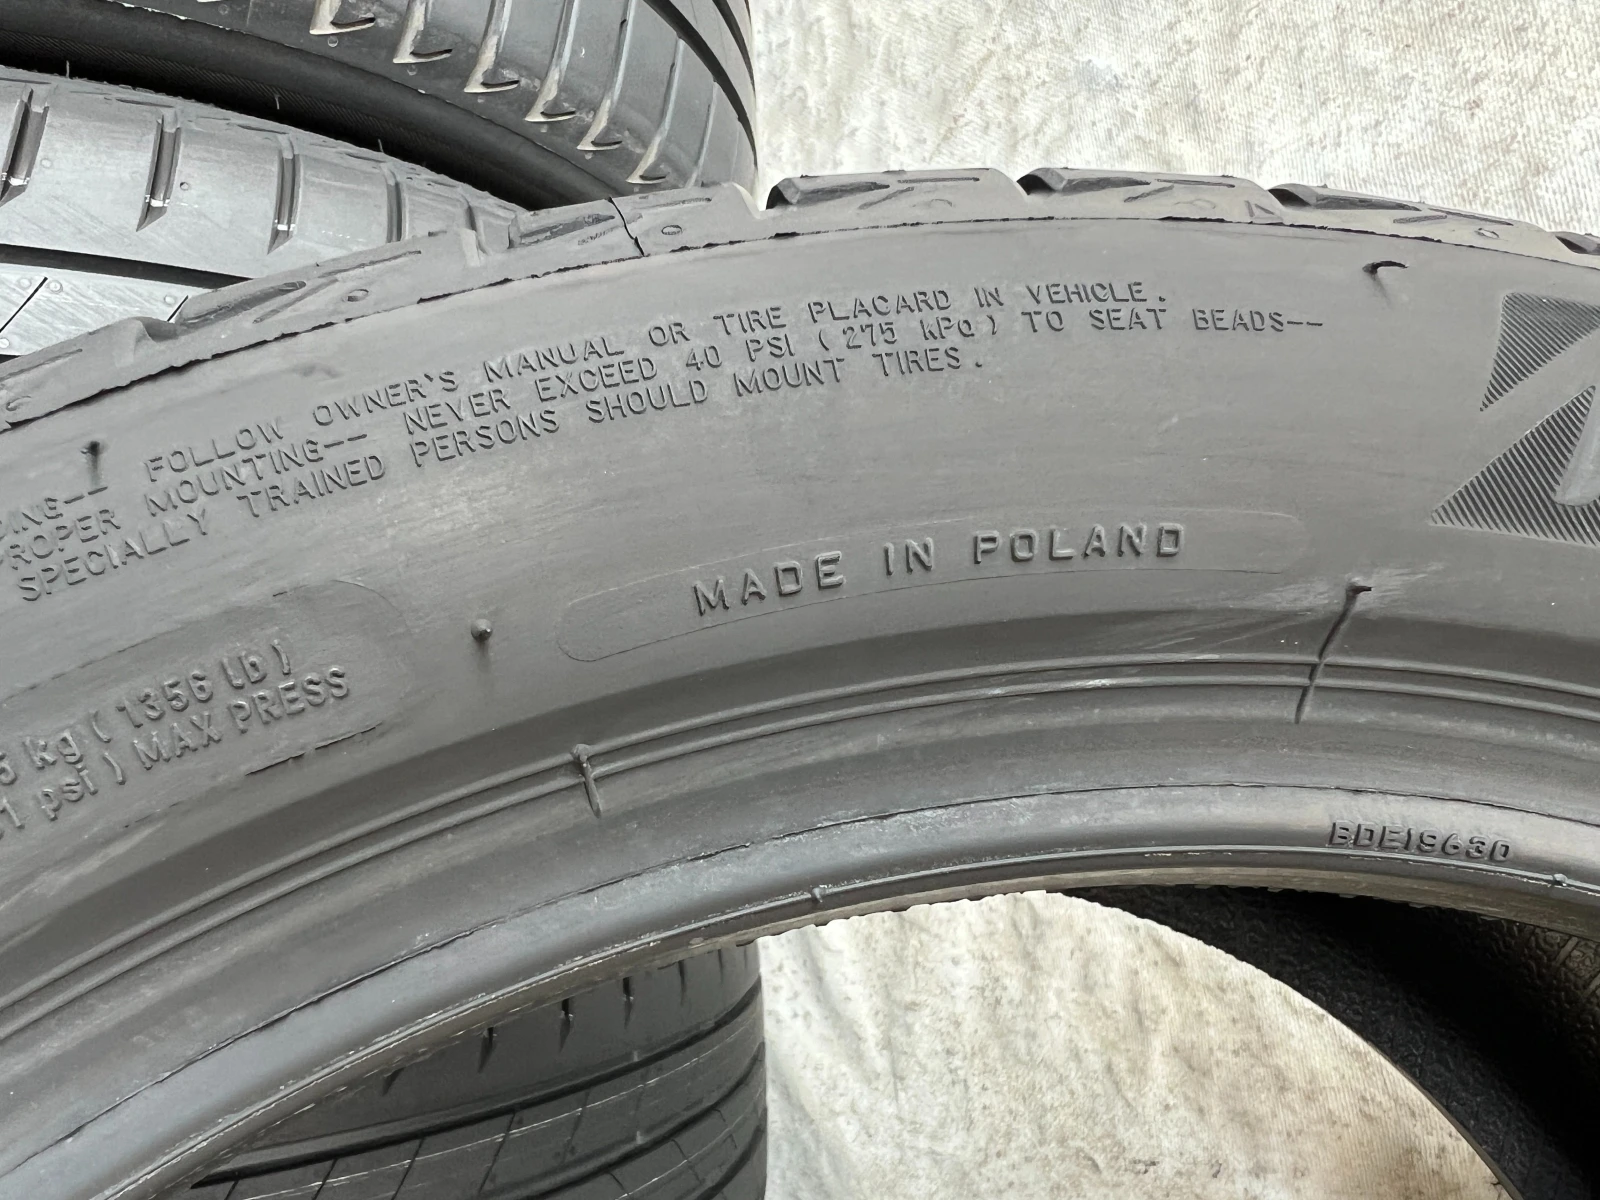 FOLLOW OWNER'S MANUAL OR TIRE PLACARD IN VEHICLE.
PROPER MOUNTING-- NEVER EXCEED 40 PSI (275 kPa) TO SEAT BEADS--
SPECIALLY TRAINED PERSONS SHOULD MOUNT TIRES.
MADE IN POLAND
kg (1356 lb)
psi) MAX PRESS
BDE19630